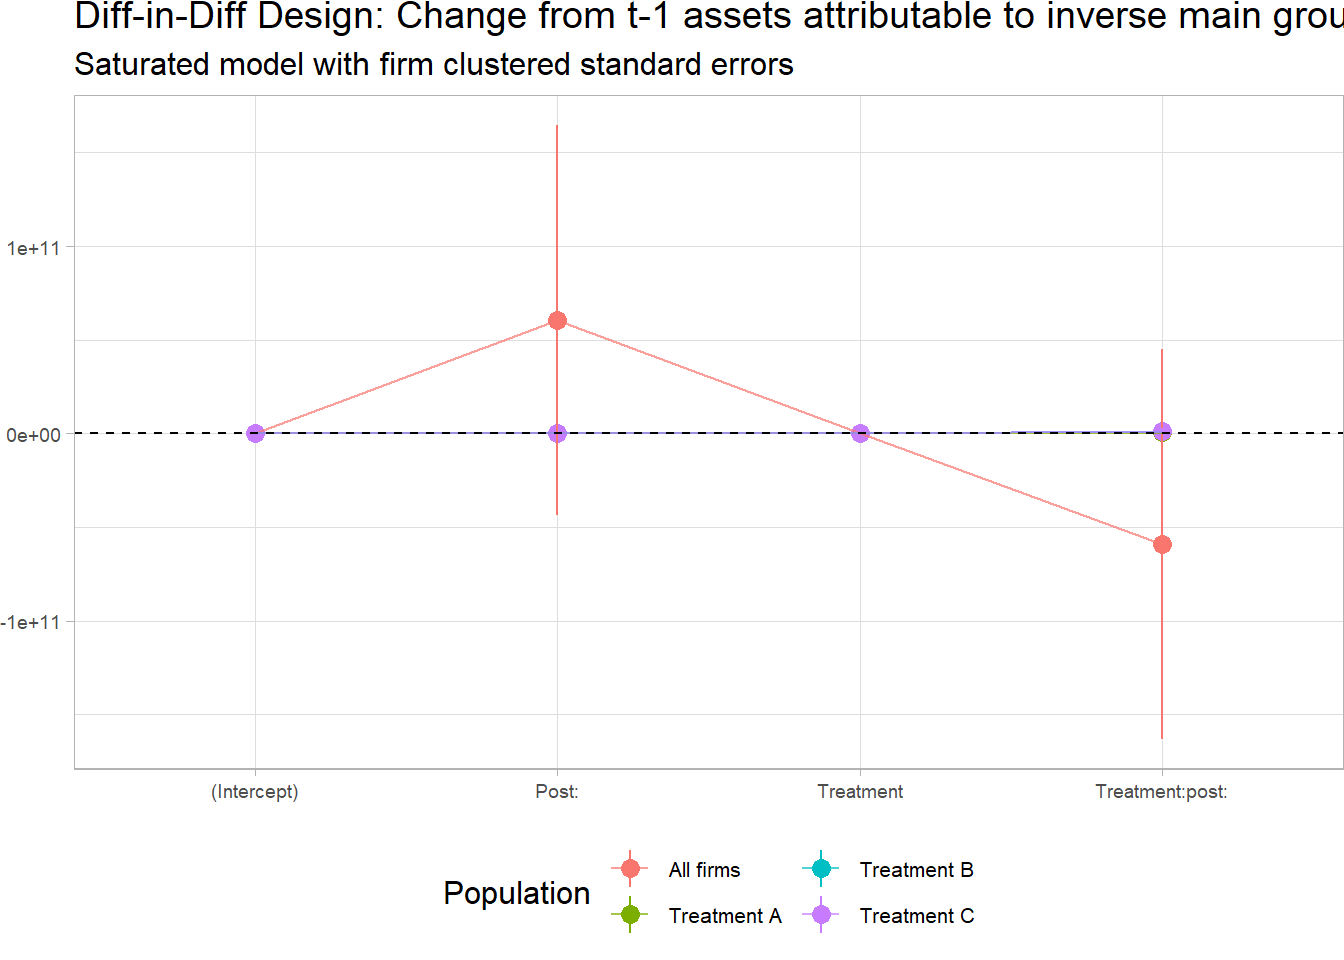 Diff-in-Diff Design: Change from t-1 assets attributable to inverse main
Saturated model with firm clustered standard errors
1e+11
0e+00
-1e+11
(Intercept) Post: Treatment Treatment:post:
Population
All firms Treatment B
Treatment A Treatment C